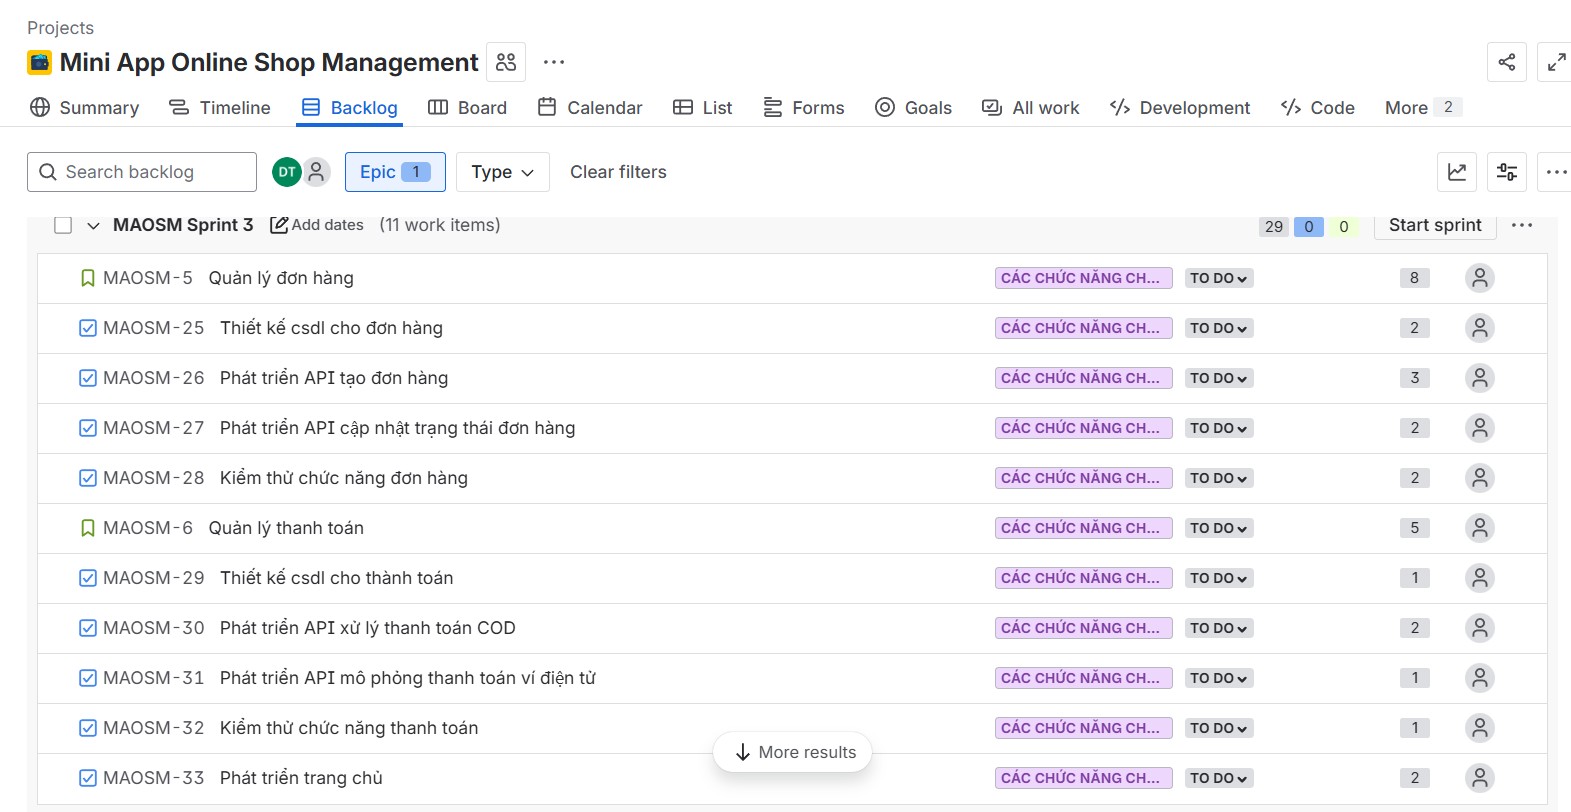 Projects
Mini App Online Shop Management
Summary Timeline Backlog Board Calendar List Forms Goals All work Development Code More 2
Search backlog DT Epic 1 Type Clear filters
MAOSM Sprint 3 Add dates (11 work items) 29 0 0 Start sprint
MAOSM-5 Quản lý đơn hàng CÁC CHỨC NĂNG CH... TO DO 8
MAOSM-25 Thiết kế csdl cho đơn hàng CÁC CHỨC NĂNG CH... TO DO 2
MAOSM-26 Phát triển API tạo đơn hàng CÁC CHỨC NĂNG CH... TO DO 3
MAOSM-27 Phát triển API cập nhật trạng thái đơn hàng CÁC CHỨC NĂNG CH... TO DO 2
MAOSM-28 Kiểm thử chức năng đơn hàng CÁC CHỨC NĂNG CH... TO DO 2
MAOSM-6 Quản lý thanh toán CÁC CHỨC NĂNG CH... TO DO 5
MAOSM-29 Thiết kế csdl cho thành toán CÁC CHỨC NĂNG CH... TO DO 1
MAOSM-30 Phát triển API xử lý thanh toán COD CÁC CHỨC NĂNG CH... TO DO 2
MAOSM-31 Phát triển API mô phỏng thanh toán ví điện tử CÁC CHỨC NĂNG CH... TO DO 1
MAOSM-32 Kiểm thử chức năng thanh toán CÁC CHỨC NĂNG CH... TO DO 1
More results
MAOSM-33 Phát triển trang chủ CÁC CHỨC NĂNG CH... TO DO 2